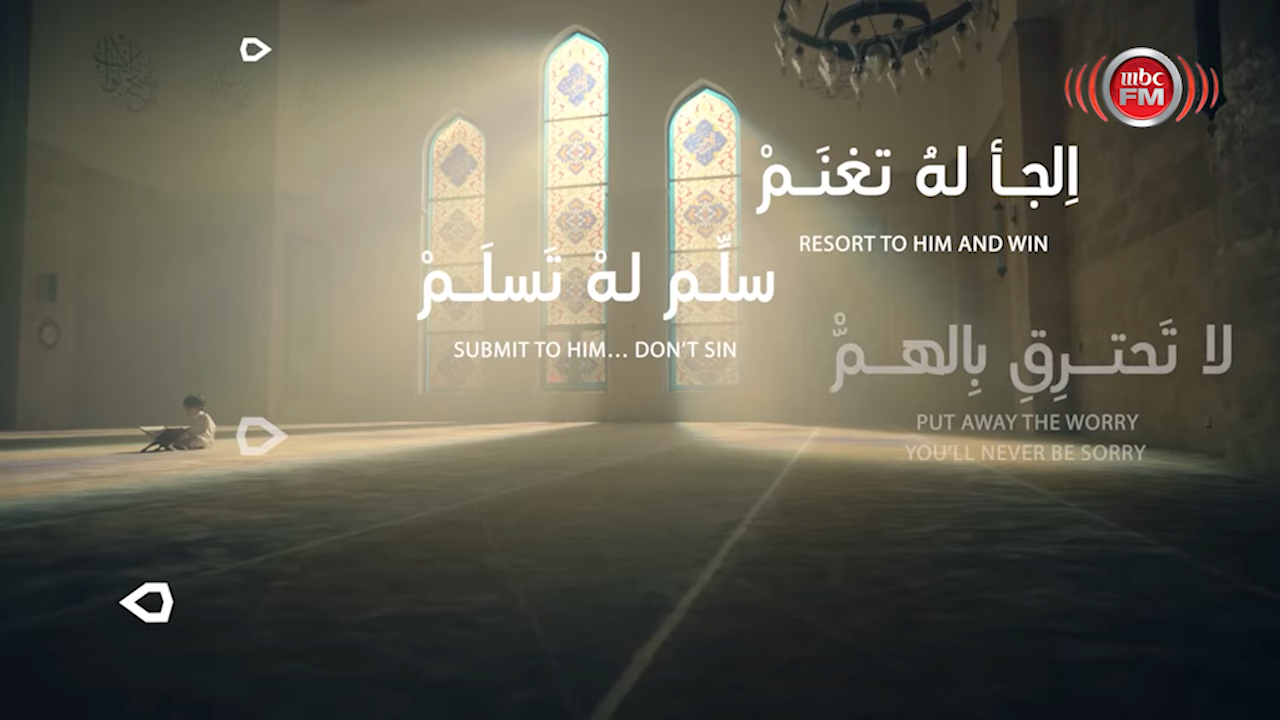 mbc
FM
اِلجأ لهُ تغنَمْ
RESORT TO HIM AND WIN
سلِّم لهْ تَسلَمْ
SUBMIT TO HIM... DON'T SIN
لا تَحترِقِ بِالهمّْ
PUT AWAY THE WORRY
YOU'LL NEVER BE SORRY